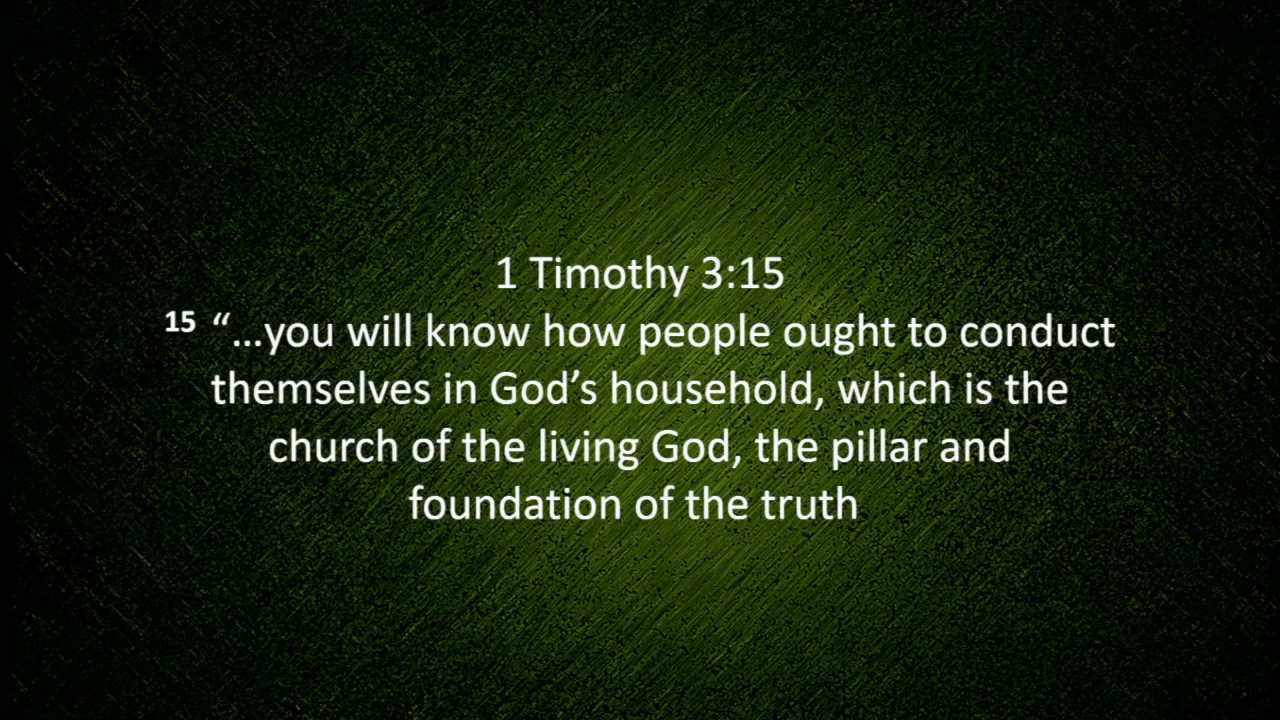 1 Timothy 3:15
15 “…you will know how people ought to conduct
themselves in God’s household, which is the
church of the living God, the pillar and
foundation of the truth